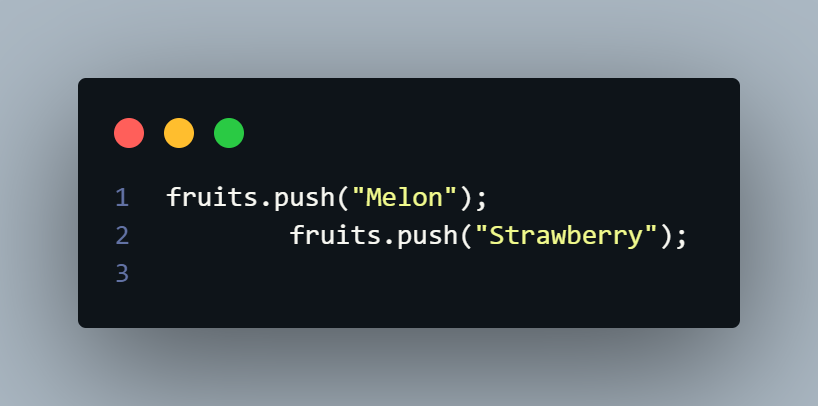 1 fruits.push("Melon");
2         fruits.push("Strawberry");
3